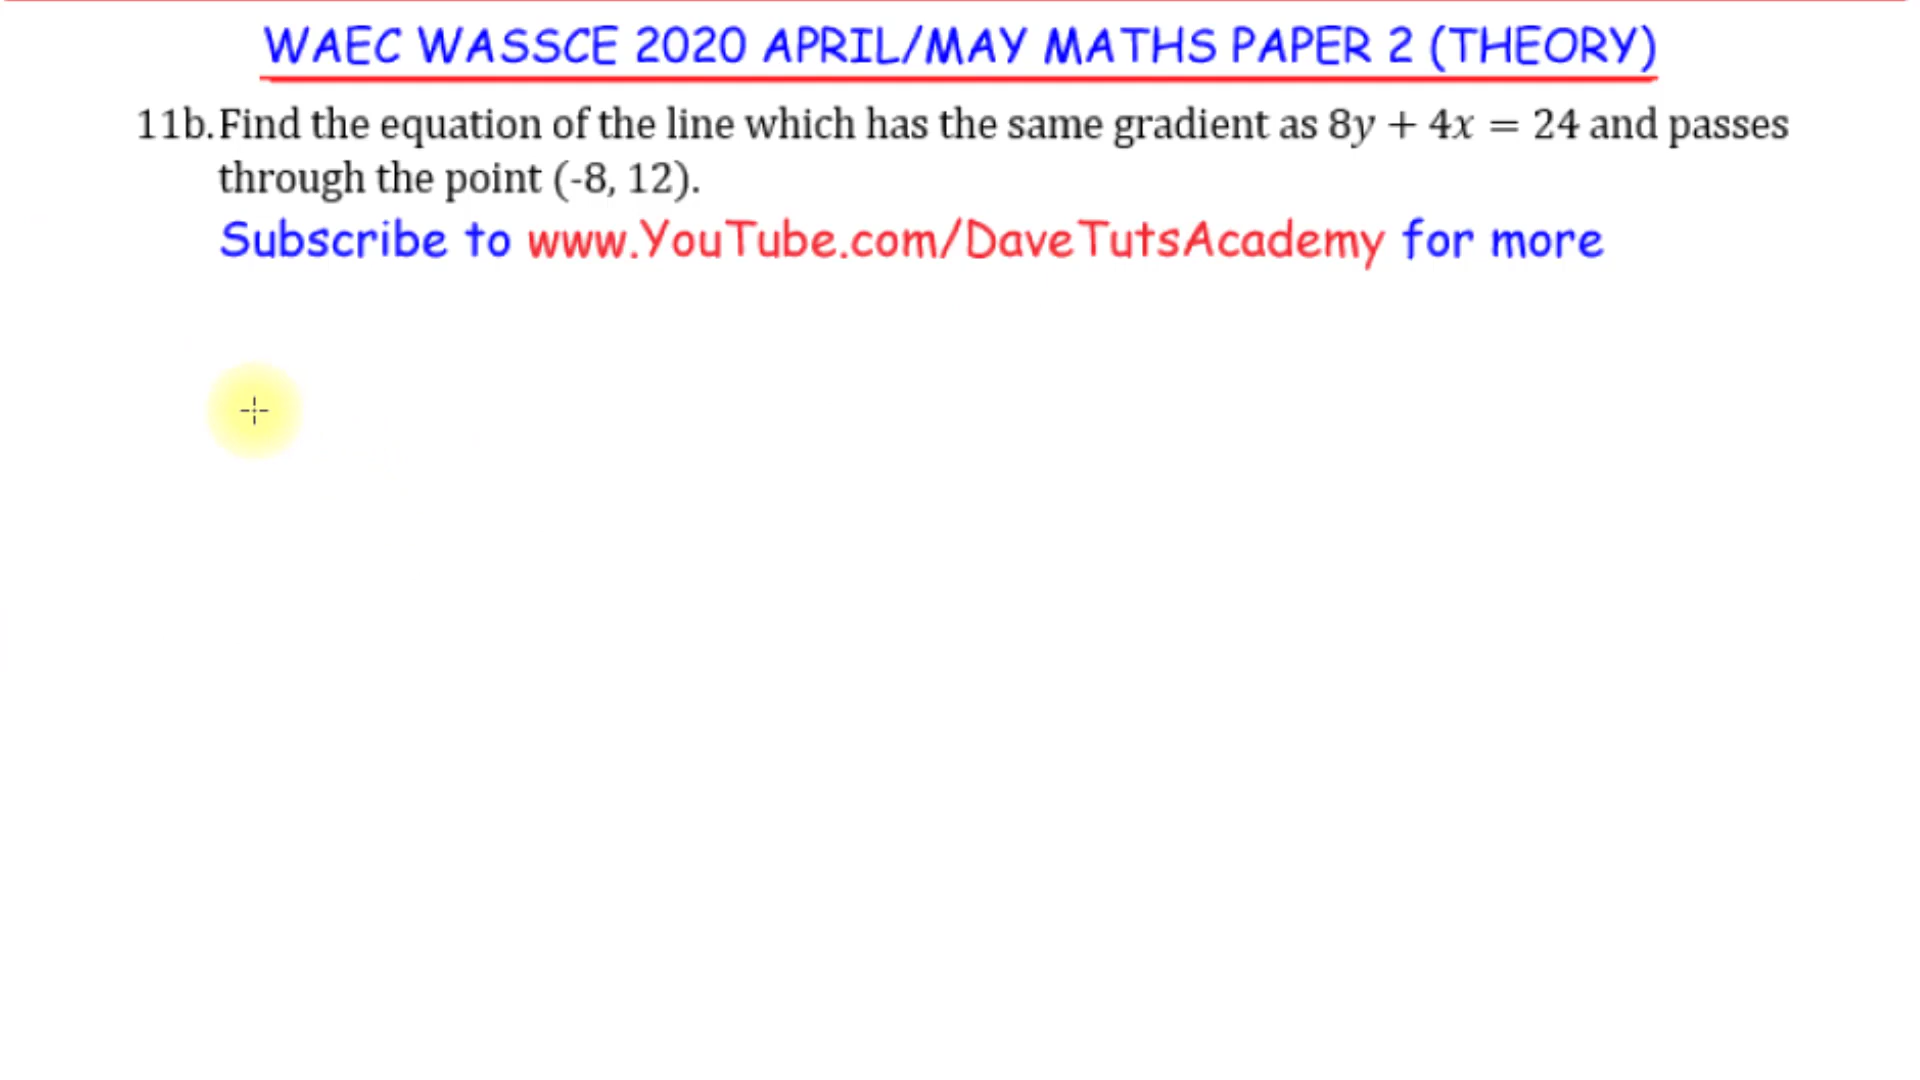 WAEC WASSCE 2020 APRIL/MAY MATHS PAPER 2 (THEORY)
11b. Find the equation of the line which has the same gradient as 8y + 4x = 24 and passes
through the point (-8, 12).
Subscribe to www.YouTube.com/DaveTutsAcademy for more